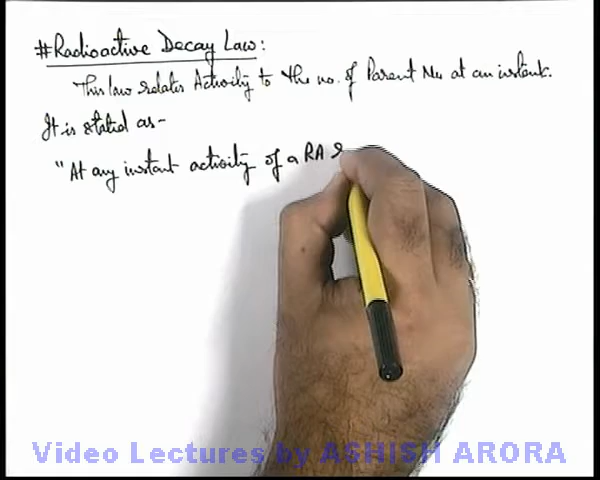 #Radioactive Decay Law:
This law relates Activity to the no. of Parent Nu at an instant.
It is stated as-
"At any instant activity of a RA S
Video Lectures by ASHISH ARORA